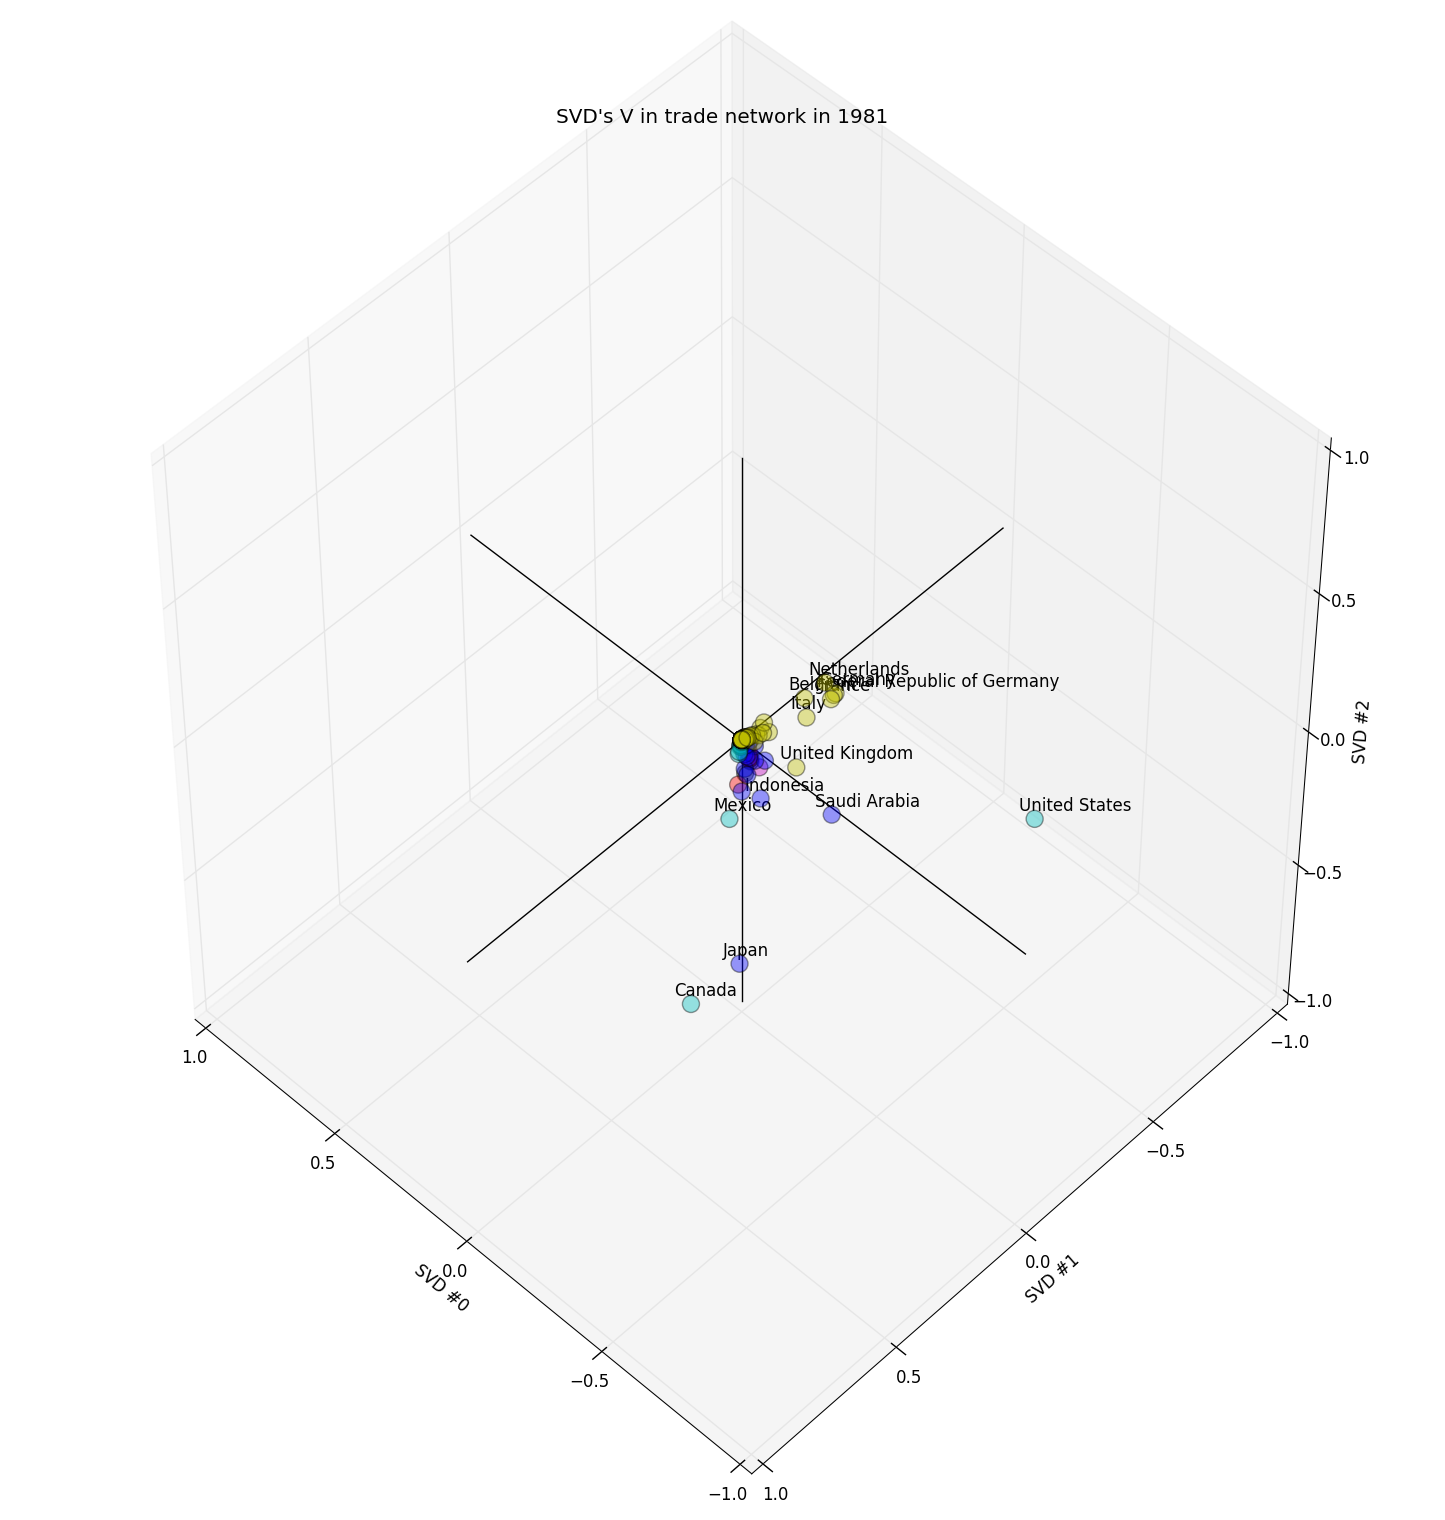 SVD's V in trade network in 1981
1.0
0.5
Netherlands
Germany
Republic of Germany
Italy
0.0
SVD #2
United Kingdom
Indonesia
Mexico
Saudi Arabia
United States
−0.5
Japan
Canada
−1.0
−1.0
1.0
0.5
−0.5
0.0
SVD #0
0.0
SVD #1
−0.5
0.5
−1.0
1.0